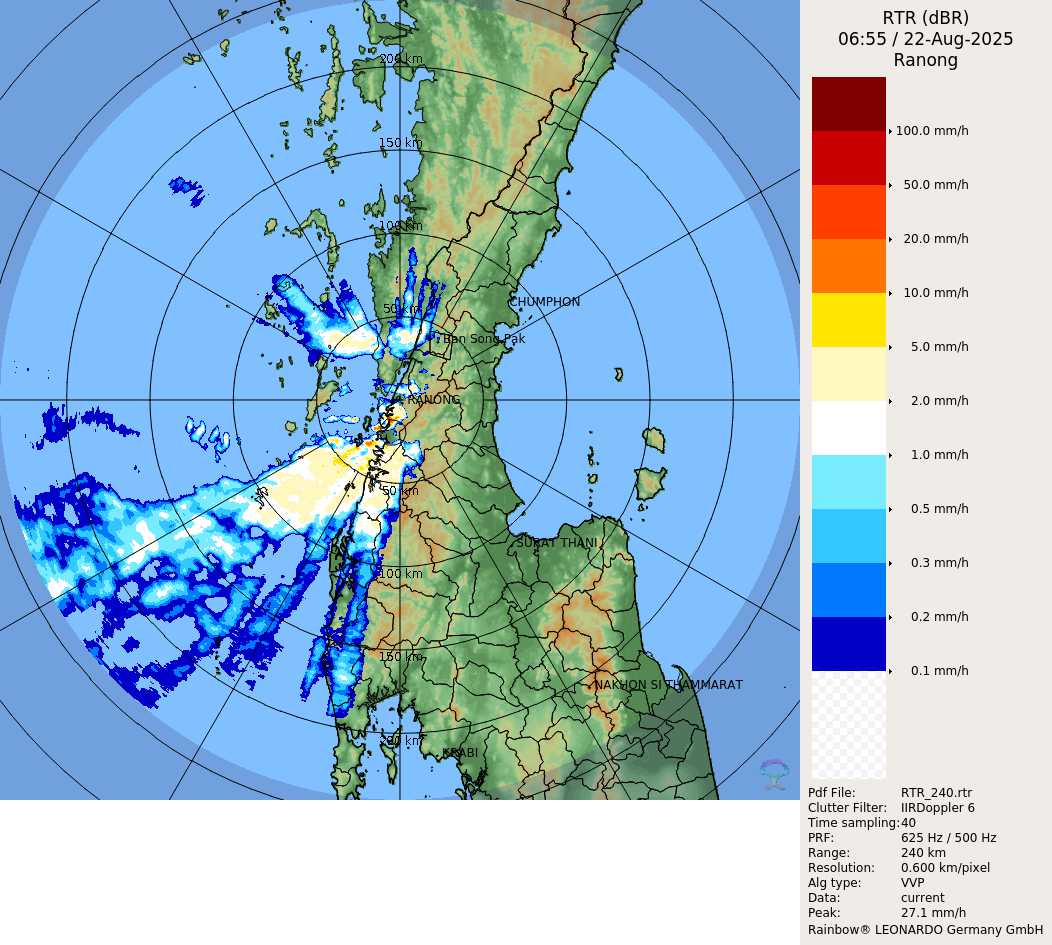 RTR (dBR)
06:55 / 22-Aug-2025
Ranong
200 km
150 km
100 km
50 km
CHUMPHON
Ban Song Pak
RANONG
50 km
SURAT THANI
100 km
150 km
NAKHON SI THAMMARAT
200 km
KRABI
100.0 mm/h
50.0 mm/h
20.0 mm/h
10.0 mm/h
5.0 mm/h
2.0 mm/h
1.0 mm/h
0.5 mm/h
0.3 mm/h
0.2 mm/h
0.1 mm/h
Pdf File: RTR_240.rtr
Clutter Filter: IIRDoppler 6
Time sampling:40
PRF: 625 Hz / 500 Hz
Range: 240 km
Resolution: 0.600 km/pixel
Alg type: VVP
Data: current
Peak: 27.1 mm/h
Rainbow® LEONARDO Germany GmbH